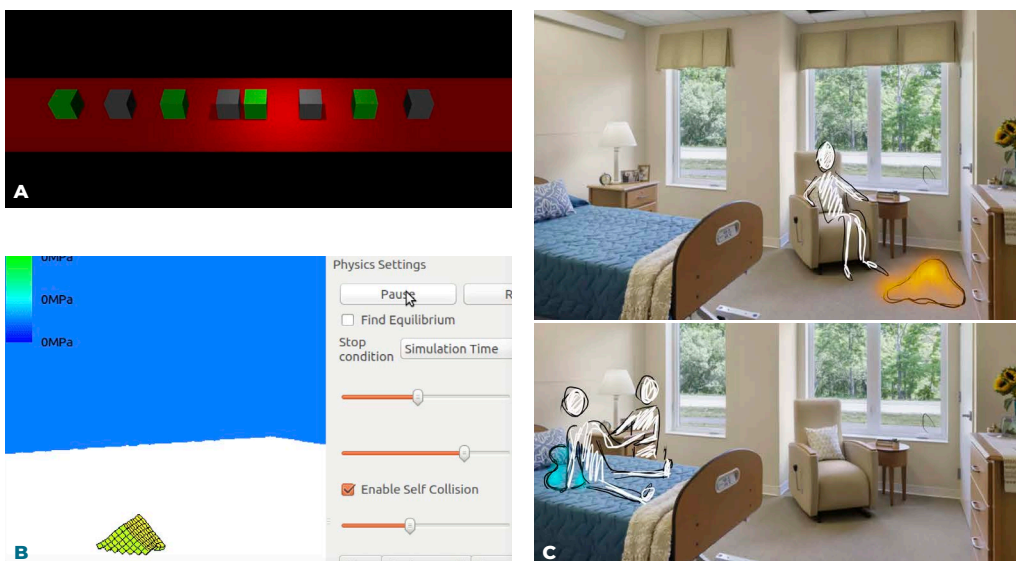 A
0MPa
0MPa
0MPa
Physics Settings
Pause
R
Find Equilibrium
Stop
condition
Simulation Time
Enable Self Collision
B
C